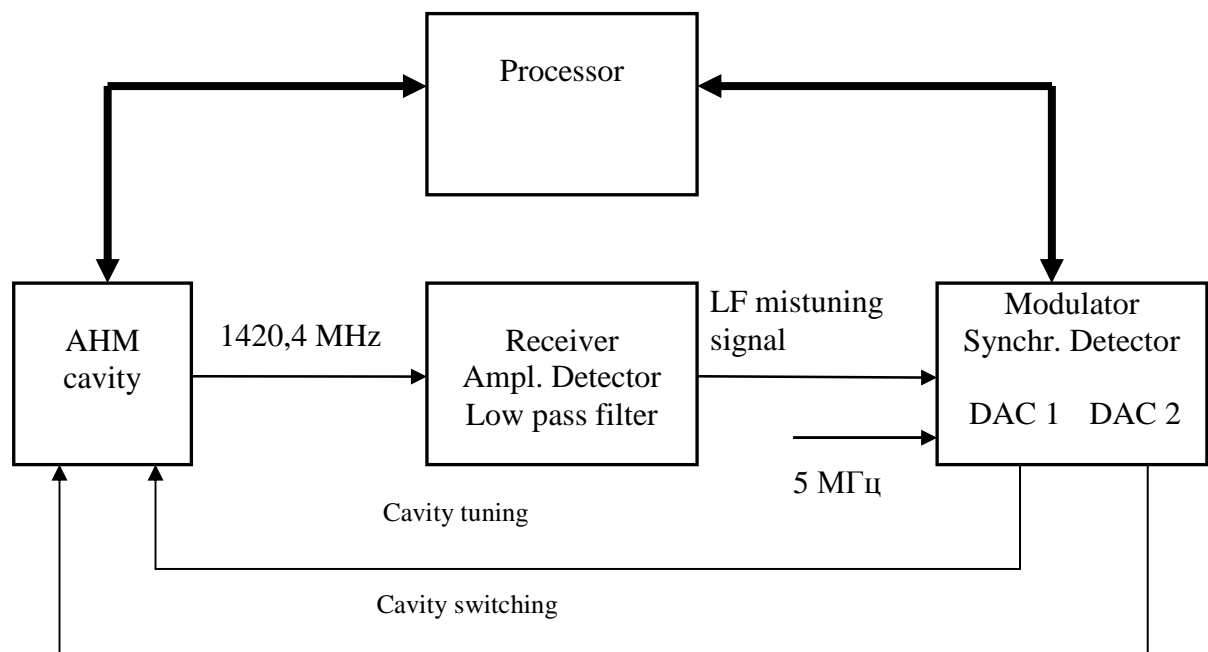 Processor
AHM
cavity
1420,4 MHz
Receiver
Ampl. Detector
Low pass filter
LF mistuning
signal
5 МГц
Modulator
Synchr. Detector
DAC 1 DAC 2
Cavity tuning
Cavity switching